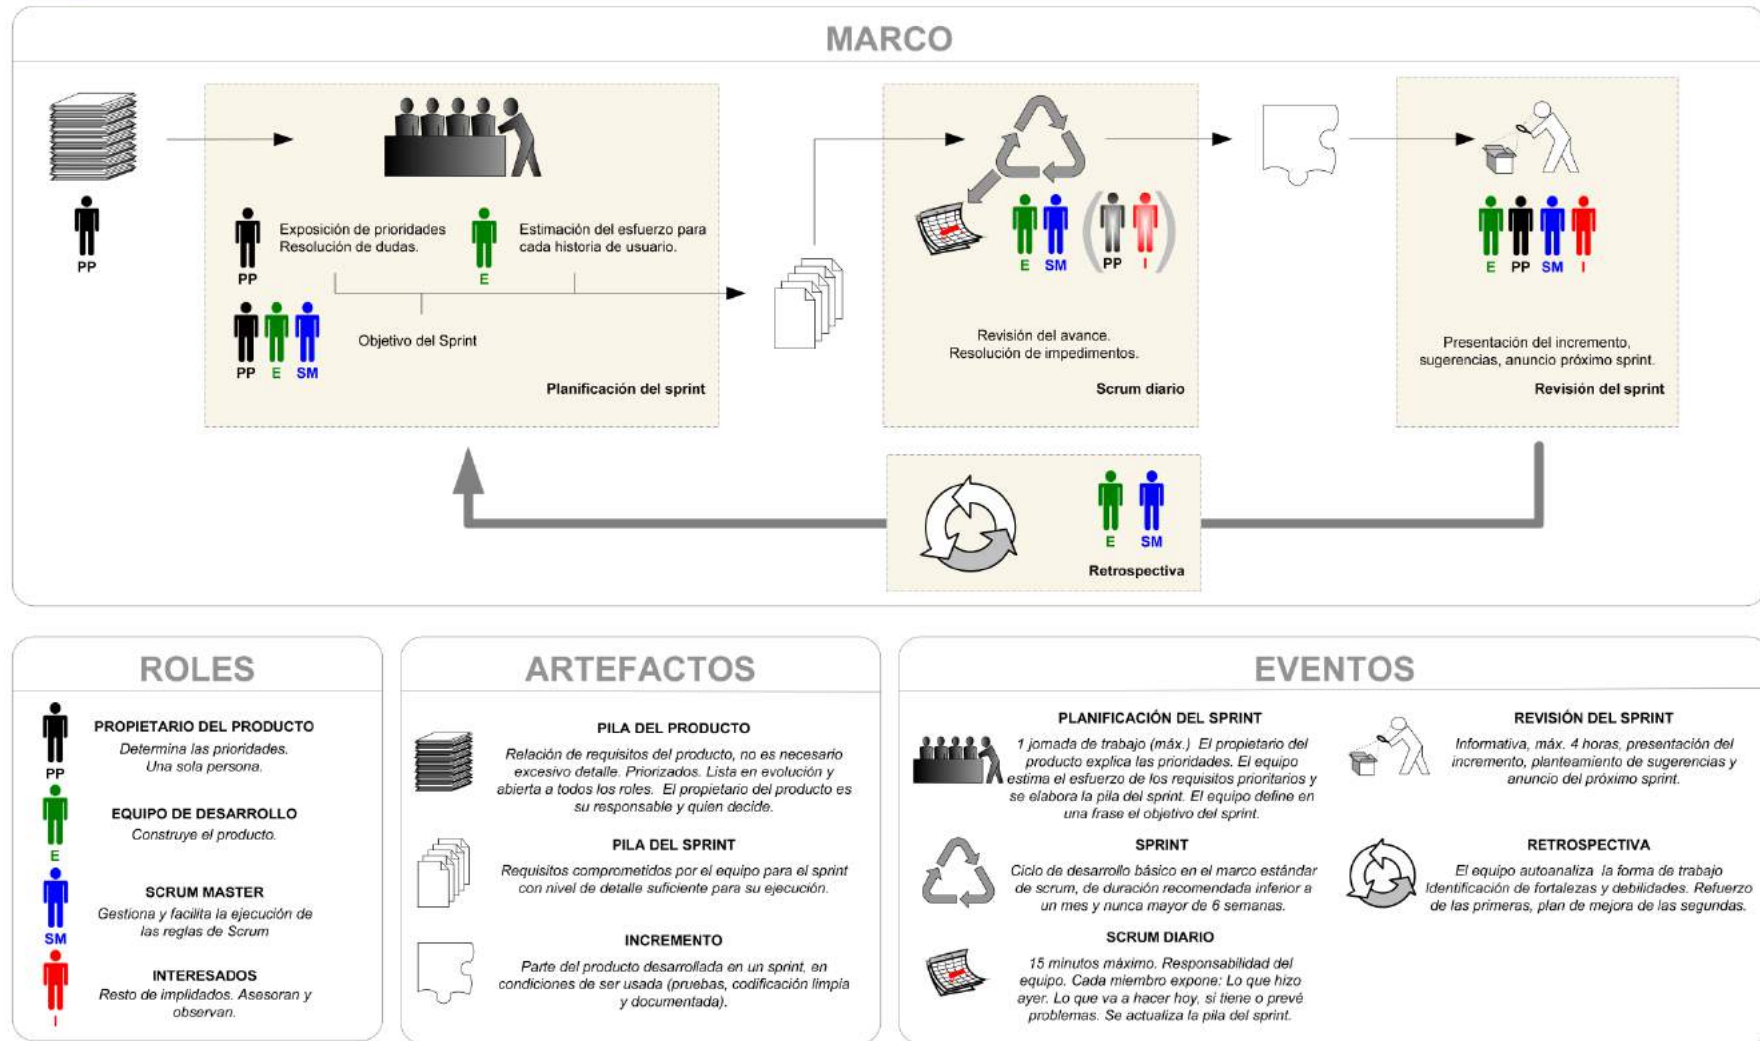 MARCO
PP
PP
Exposición de prioridades
Resolución de dudas.
E
Estimación del esfuerzo para
cada historia de usuario.
PP E SM
Objetivo del Sprint
Planificación del sprint
E SM ( PP I )
Revisión del avance.
Resolución de impedimentos.
Scrum diario
E PP SM I
Presentación del incremento,
sugerencias, anuncio próximo sprint.
Revisión del sprint
E SM
Retrospectiva
ROLES
PROPIETARIO DEL PRODUCTO
Determina las prioridades.
Una sola persona.
PP
EQUIPO DE DESARROLLO
Construye el producto.
E
SCRUM MASTER
Gestiona y facilita la ejecución de
las reglas de Scrum
SM
INTERESADOS
Resto de implidados. Asesoran y
observan.
I
ARTEFACTOS
PILA DEL PRODUCTO
Relación de requisitos del producto, no es necesario
excesivo detalle. Priorizados. Lista en evolución y
abierta a todos los roles. El propietario del producto es
su responsable y quien decide.
PILA DEL SPRINT
Requisitos comprometidos por el equipo para el sprint
con nivel de detalle suficiente para su ejecución.
INCREMENTO
Parte del producto desarrollada en un sprint, en
condiciones de ser usada (pruebas, codificación limpia
y documentada).
EVENTOS
PLANIFICACIÓN DEL SPRINT
1 jornada de trabajo (máx.) El propietario del
producto explica las prioridades. El equipo
estima el esfuerzo de los requisitos prioritarios y
se elabora la pila del sprint. El equipo define en
una frase el objetivo del sprint.
SPRINT
Ciclo de desarrollo básico en el marco estándar
de scrum, de duración recomendada inferior a
un mes y nunca mayor de 6 semanas.
SCRUM DIARIO
15 minutos máximo. Responsabilidad del
equipo. Cada miembro expone: Lo que hizo
ayer. Lo que va a hacer hoy, si tiene o prevé
problemas. Se actualiza la pila del sprint.
REVISIÓN DEL SPRINT
Informativa, máx. 4 horas, presentación del
incremento, planteamiento de sugerencias y
anuncio del próximo sprint.
RETROSPECTIVA
El equipo autoanaliza la forma de trabajo
Identificación de fortalezas y debilidades. Refuerzo
de las primeras, plan de mejora de las segundas.